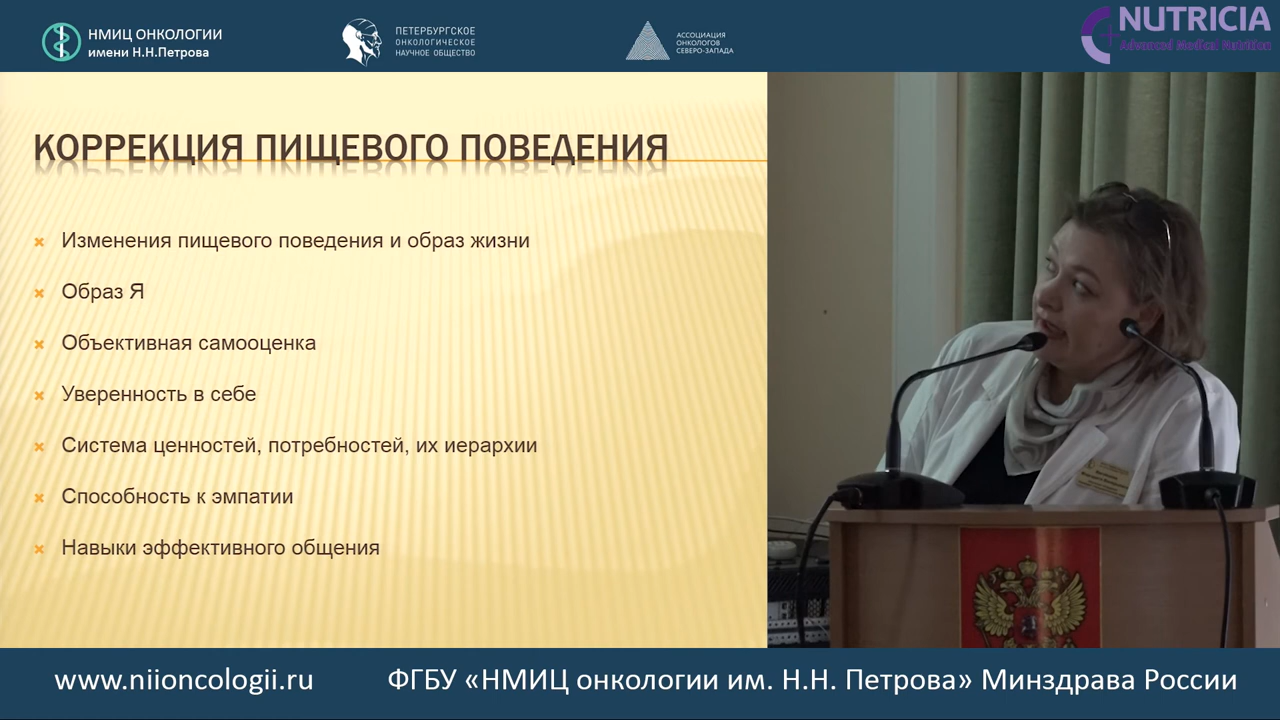 НМИЦ ОНКОЛОГИИ
имени Н.Н.Петрова
ПЕТЕРБУРГСКОЕ
ОНКОЛОГИЧЕСКОЕ
НАУЧНОЕ ОБЩЕСТВО
АССОЦИАЦИЯ
ОНКОЛОГОВ
СЕВЕРО-ЗАПАДА
NUTRICIA
Advanced Medical Nutrition
КОРРЕКЦИЯ ПИЩЕВОГО ПОВЕДЕНИЯ
Изменения пищевого поведения и образ жизни
Образ Я
Объективная самооценка
Уверенность в себе
Система ценностей, потребностей, их иерархии
Способность к эмпатии
Навыки эффективного общения
www.niioncologii.ru
ФГБУ «НМИЦ онкологии им. Н.Н. Петрова» Минздрава России